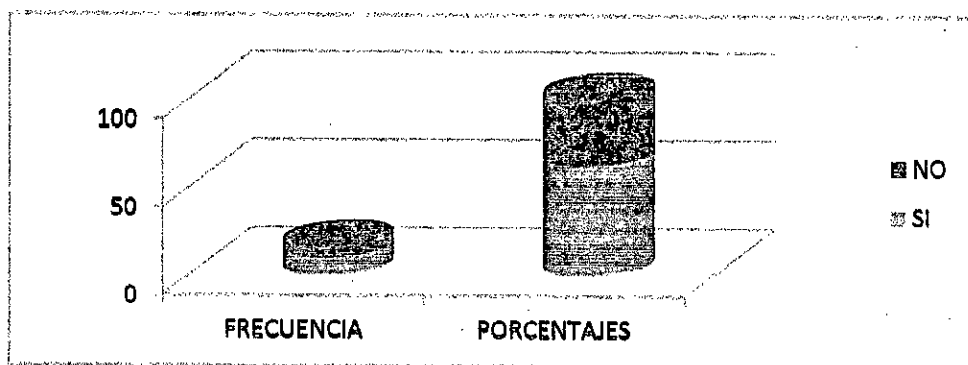 100
50
0
FRECUENCIA
PORCENTAJES
NO
SI